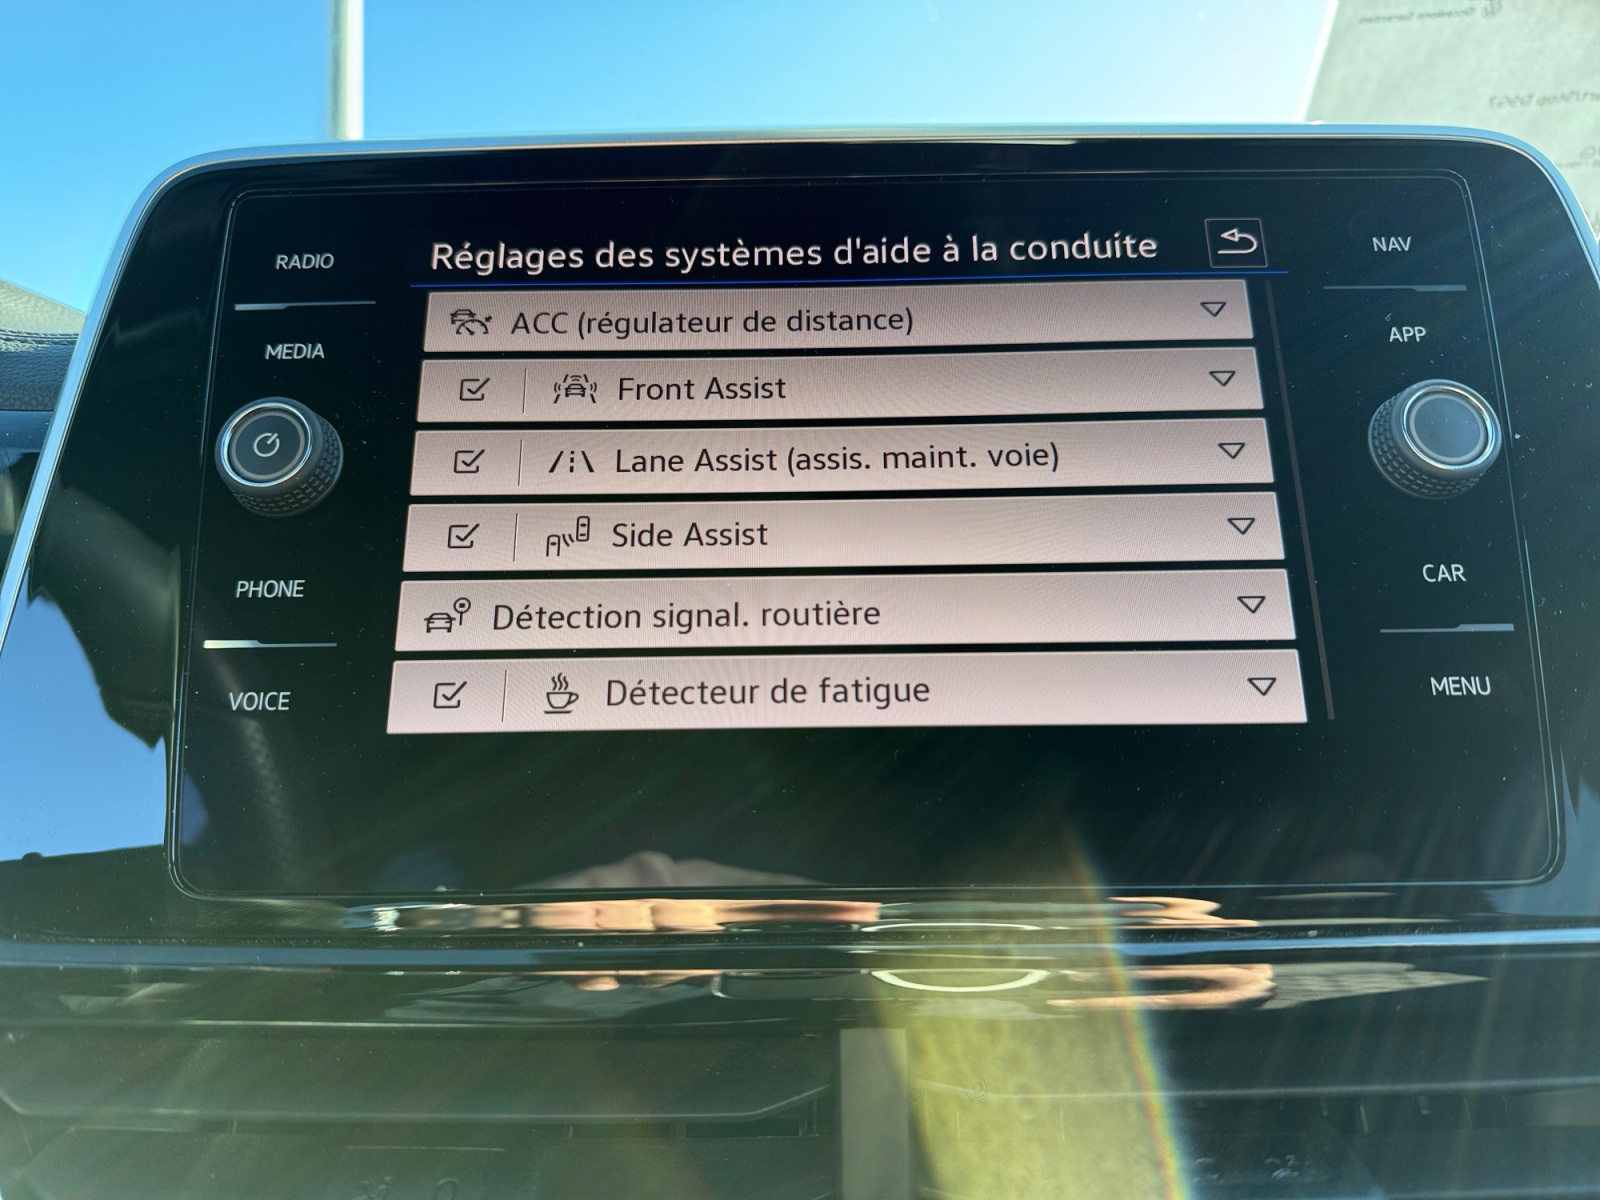 RADIO
MEDIA
PHONE
VOICE
Réglages des systèmes d'aide à la conduite
ACC (régulateur de distance)
Front Assist
Lane Assist (assis. maint. voie)
Side Assist
Détection signal. routière
Détecteur de fatigue
NAV
APP
CAR
MENU